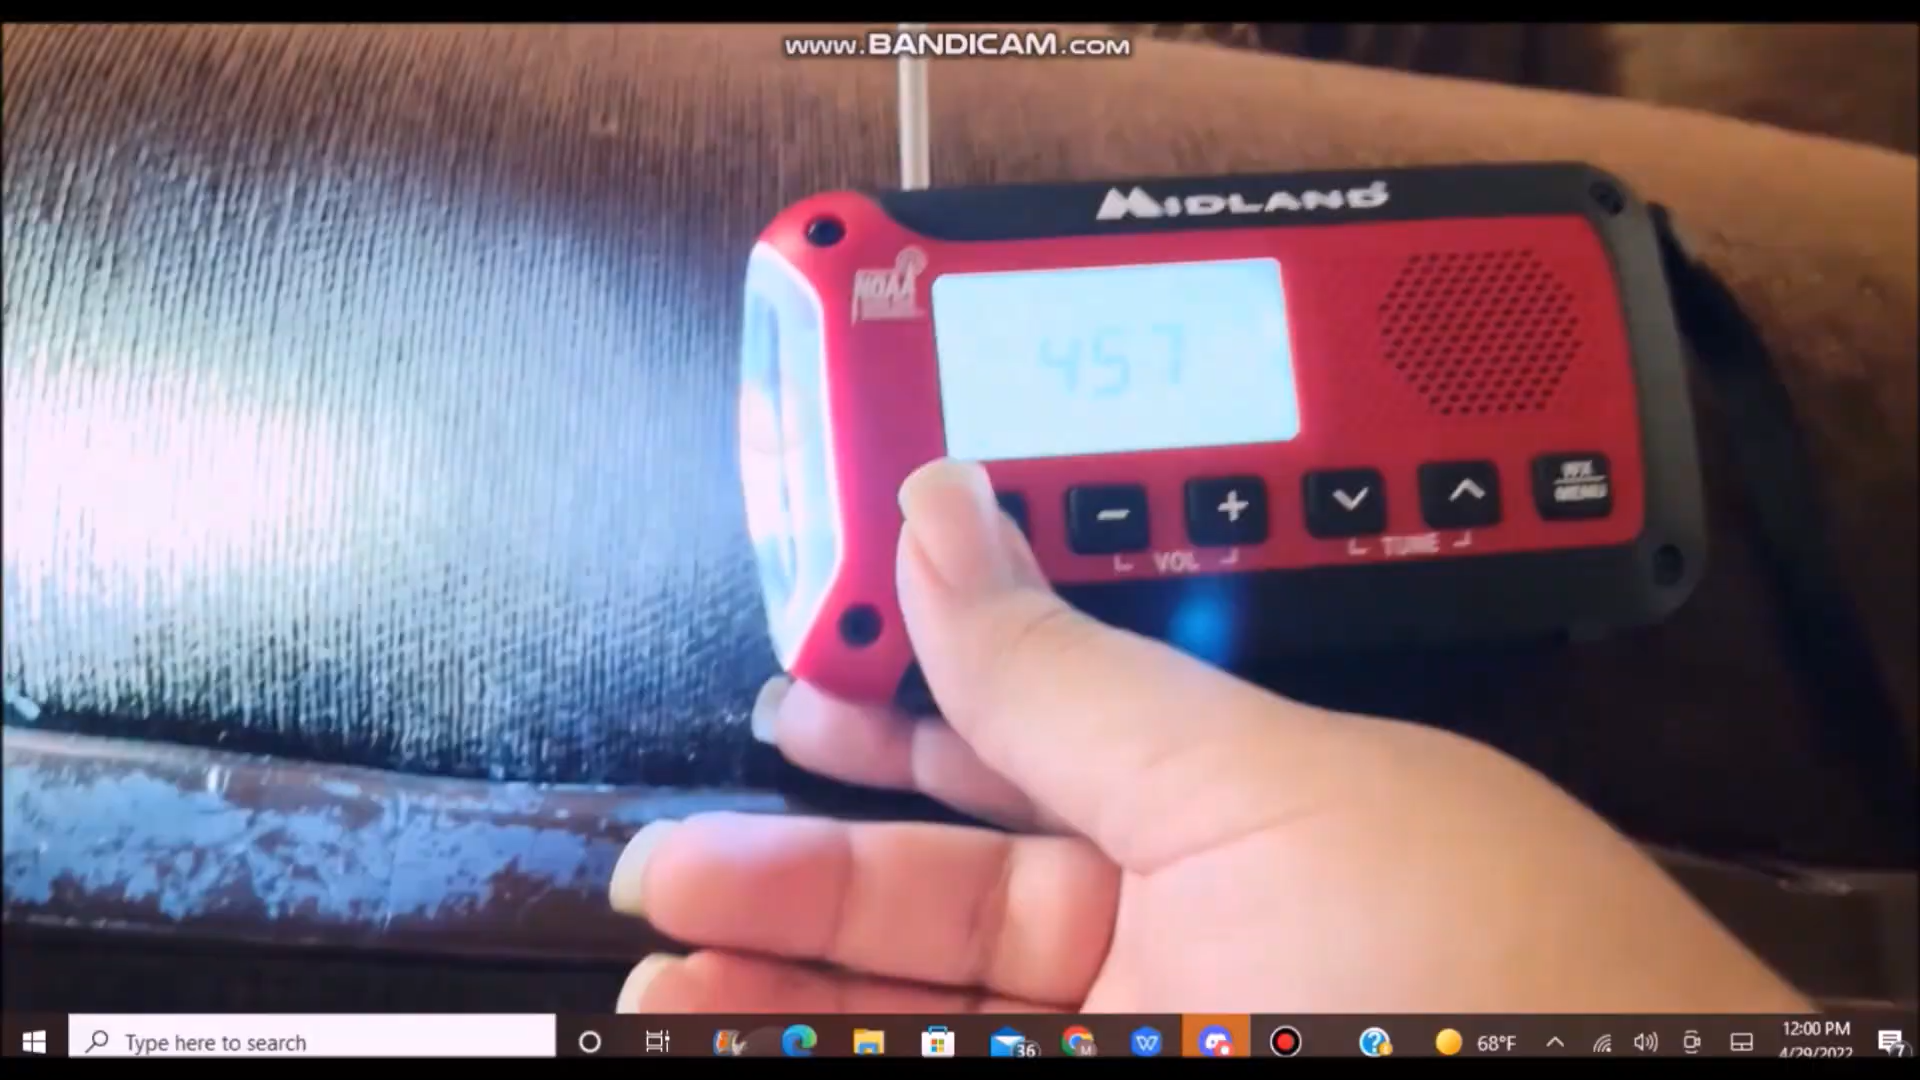 www.BANDICAM.com
MIDLAND
NOAA
457
VOL
TUNE
WX
MENU
Type here to search
36
M
W
68°F
12:00 PM
4/29/2022
7